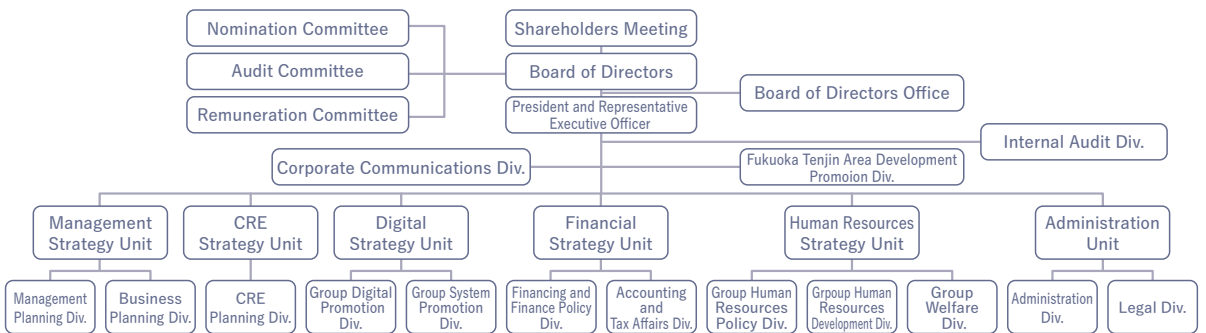 Nomination Committee
Shareholders Meeting
Audit Committee
Board of Directors
Board of Directors Office
Remuneration Committee
President and Representative
Executive Officer
Internal Audit Div.
Corporate Communications Div.
Fukuoka Tenjin Area Development
Promoion Div.
Management
Strategy Unit
CRE
Strategy Unit
Digital
Strategy Unit
Financial
Strategy Unit
Human Resources
Strategy Unit
Administration
Unit
Management
Planning Div.
Business
Planning Div.
CRE
Planning Div.
Group Digital
Promotion
Div.
Group System
Promotion
Div.
Financing and
Finance Policy
Div.
Accounting
and
Tax Affairs Div.
Group Human
Resources
Policy Div.
Grpoup Human
Resources
Development Div.
Group
Welfare
Div.
Administration
Div.
Legal Div.